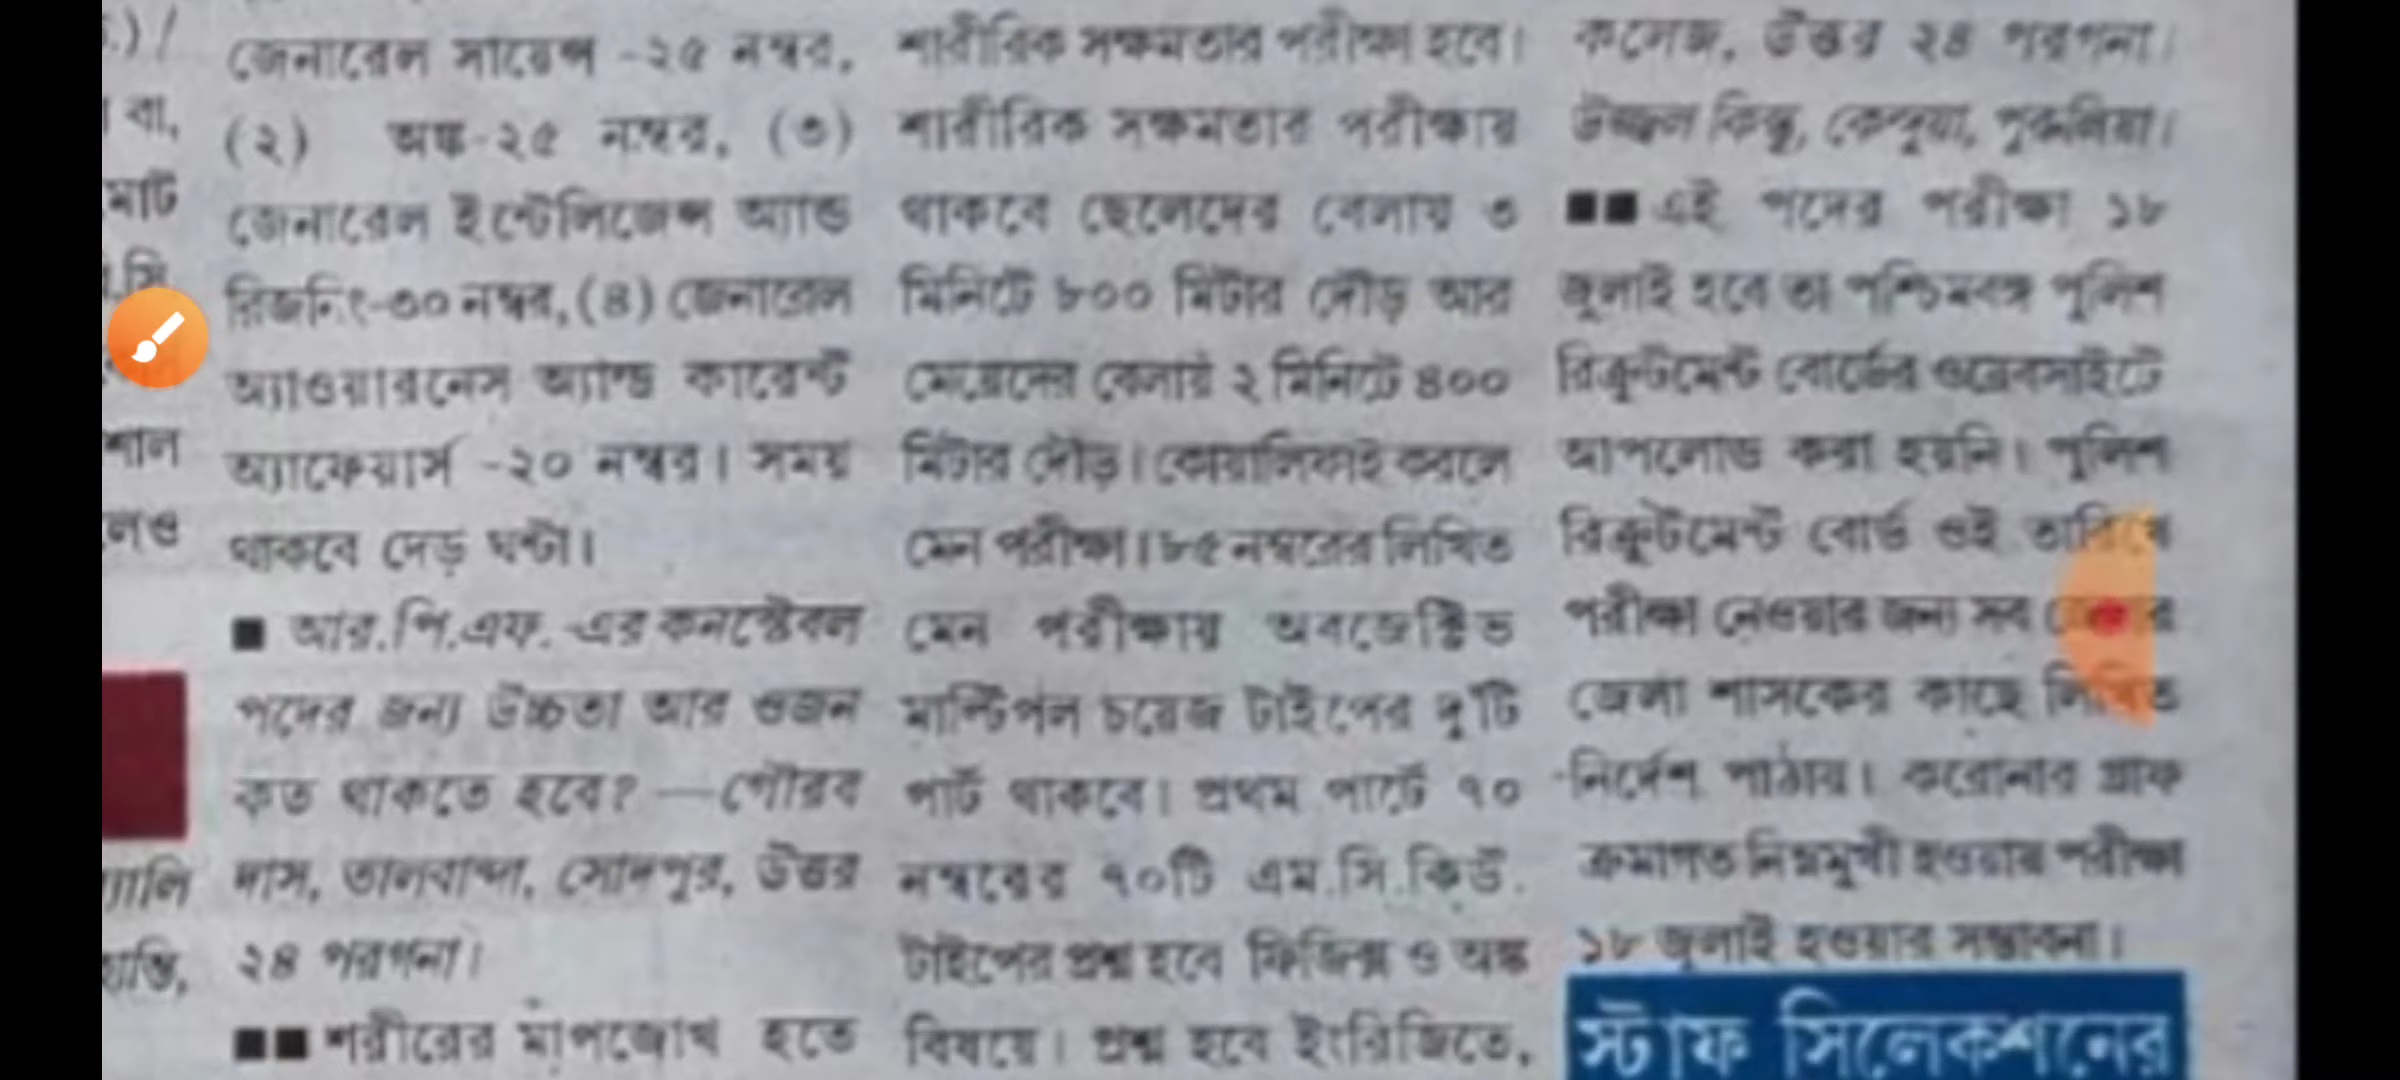 .)/
বা,
মাটি
.সি.
শাল
লেও
্যালি
হান্তি,
জেনারেল সায়েন্স -২৫ নম্বর,
(২) অঙ্ক-২৫ নম্বর, (৩)
জেনারেল ইন্টেলিজেন্স অ্যান্ড
রিজনিং-৩০ নম্বর, (৪) জেনারেল
অ্যাওয়ারনেস অ্যান্ড কারেন্ট
অ্যাফেয়ার্স -২০ নম্বর। সময়
থাকবে দেড় ঘন্টা।
■ আর.পি.এফ. -এর কনস্টেবল
পদের জন্য উচ্চতা আর ওজন
কত থাকতে হবে? —গৌরব
দাস, তালবান্দা, সোদপুর, উত্তর
২৪ পরগনা।
■■ শরীরের মাপজোখ হতে
শারীরিক সক্ষমতার পরীক্ষা হবে।
শারীরিক সক্ষমতার পরীক্ষায়
থাকবে ছেলেদের বেলায় ৩
মিনিটে ৮০০ মিটার দৌড় আর
মেয়েদের বেলায় ২ মিনিটে ৪০০
মিটার দৌড়। কোয়ালিফাই করলে
মেন পরীক্ষা। ৮৫ নম্বরের লিখিত
মেন পরীক্ষায় অবজেক্টিভ
মাল্টিপল চয়েজ টাইপের দু'টি
পার্ট থাকবে। প্রথম পার্টে ৭০
নম্বরের ৭০টি এম.সি.কিউ.
টাইপের প্রশ্ন হবে ফিজিক্স ও অঙ্ক
বিষয়ে। প্রশ্ন হবে ইংরিজিতে,
কলেজ, উত্তর ২৪ পরগনা।
উজ্জ্বল কিস্কু, কেন্দুয়া, পুরুলিয়া।
■■ এই পদের পরীক্ষা ১৮
জুলাই হবে তা পশ্চিমবঙ্গ পুলিশ
রিক্রুটমেন্ট বোর্ডের ওয়েবসাইটে
আপলোড করা হয়নি। পুলিশ
রিক্রুটমেন্ট বোর্ড ওই তারিখে
পরীক্ষা নেওয়ার জন্য সব
জেলা শাসকের কাছে লিখিত
নির্দেশ পাঠায়। করোনার গ্রাফ
ক্রমাগত নিম্নমুখী হওয়ায় পরীক্ষা
১৮ জুলাই হওয়ার সম্ভাবনা।
স্টাফ সিলেকশনের